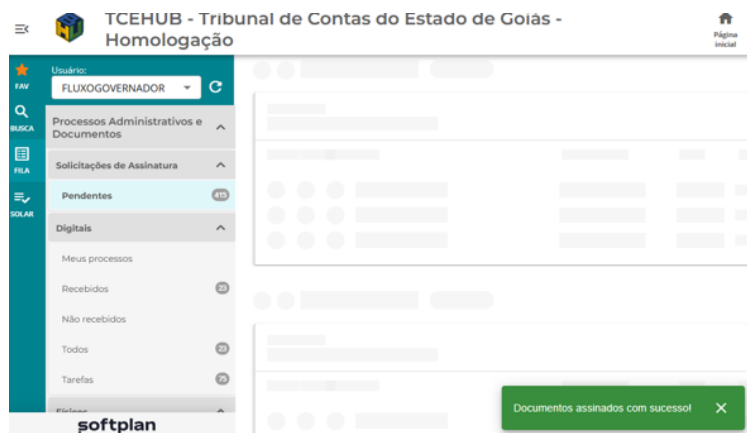 TCEHUB - Tribunal de Contas do Estado de Goiás -
Homologação
Página
inicial
FAV
BUSCA
FILA
SOLAR
Usuário:
FLUXOGOVERNADOR
Processos Administrativos e
Documentos
Solicitações de Assinatura
Pendentes 415
Digitais
Meus processos
Recebidos 23
Não recebidos
Todos 23
Tarefas 75
Físicos
softplan
Documentos assinados com sucesso!